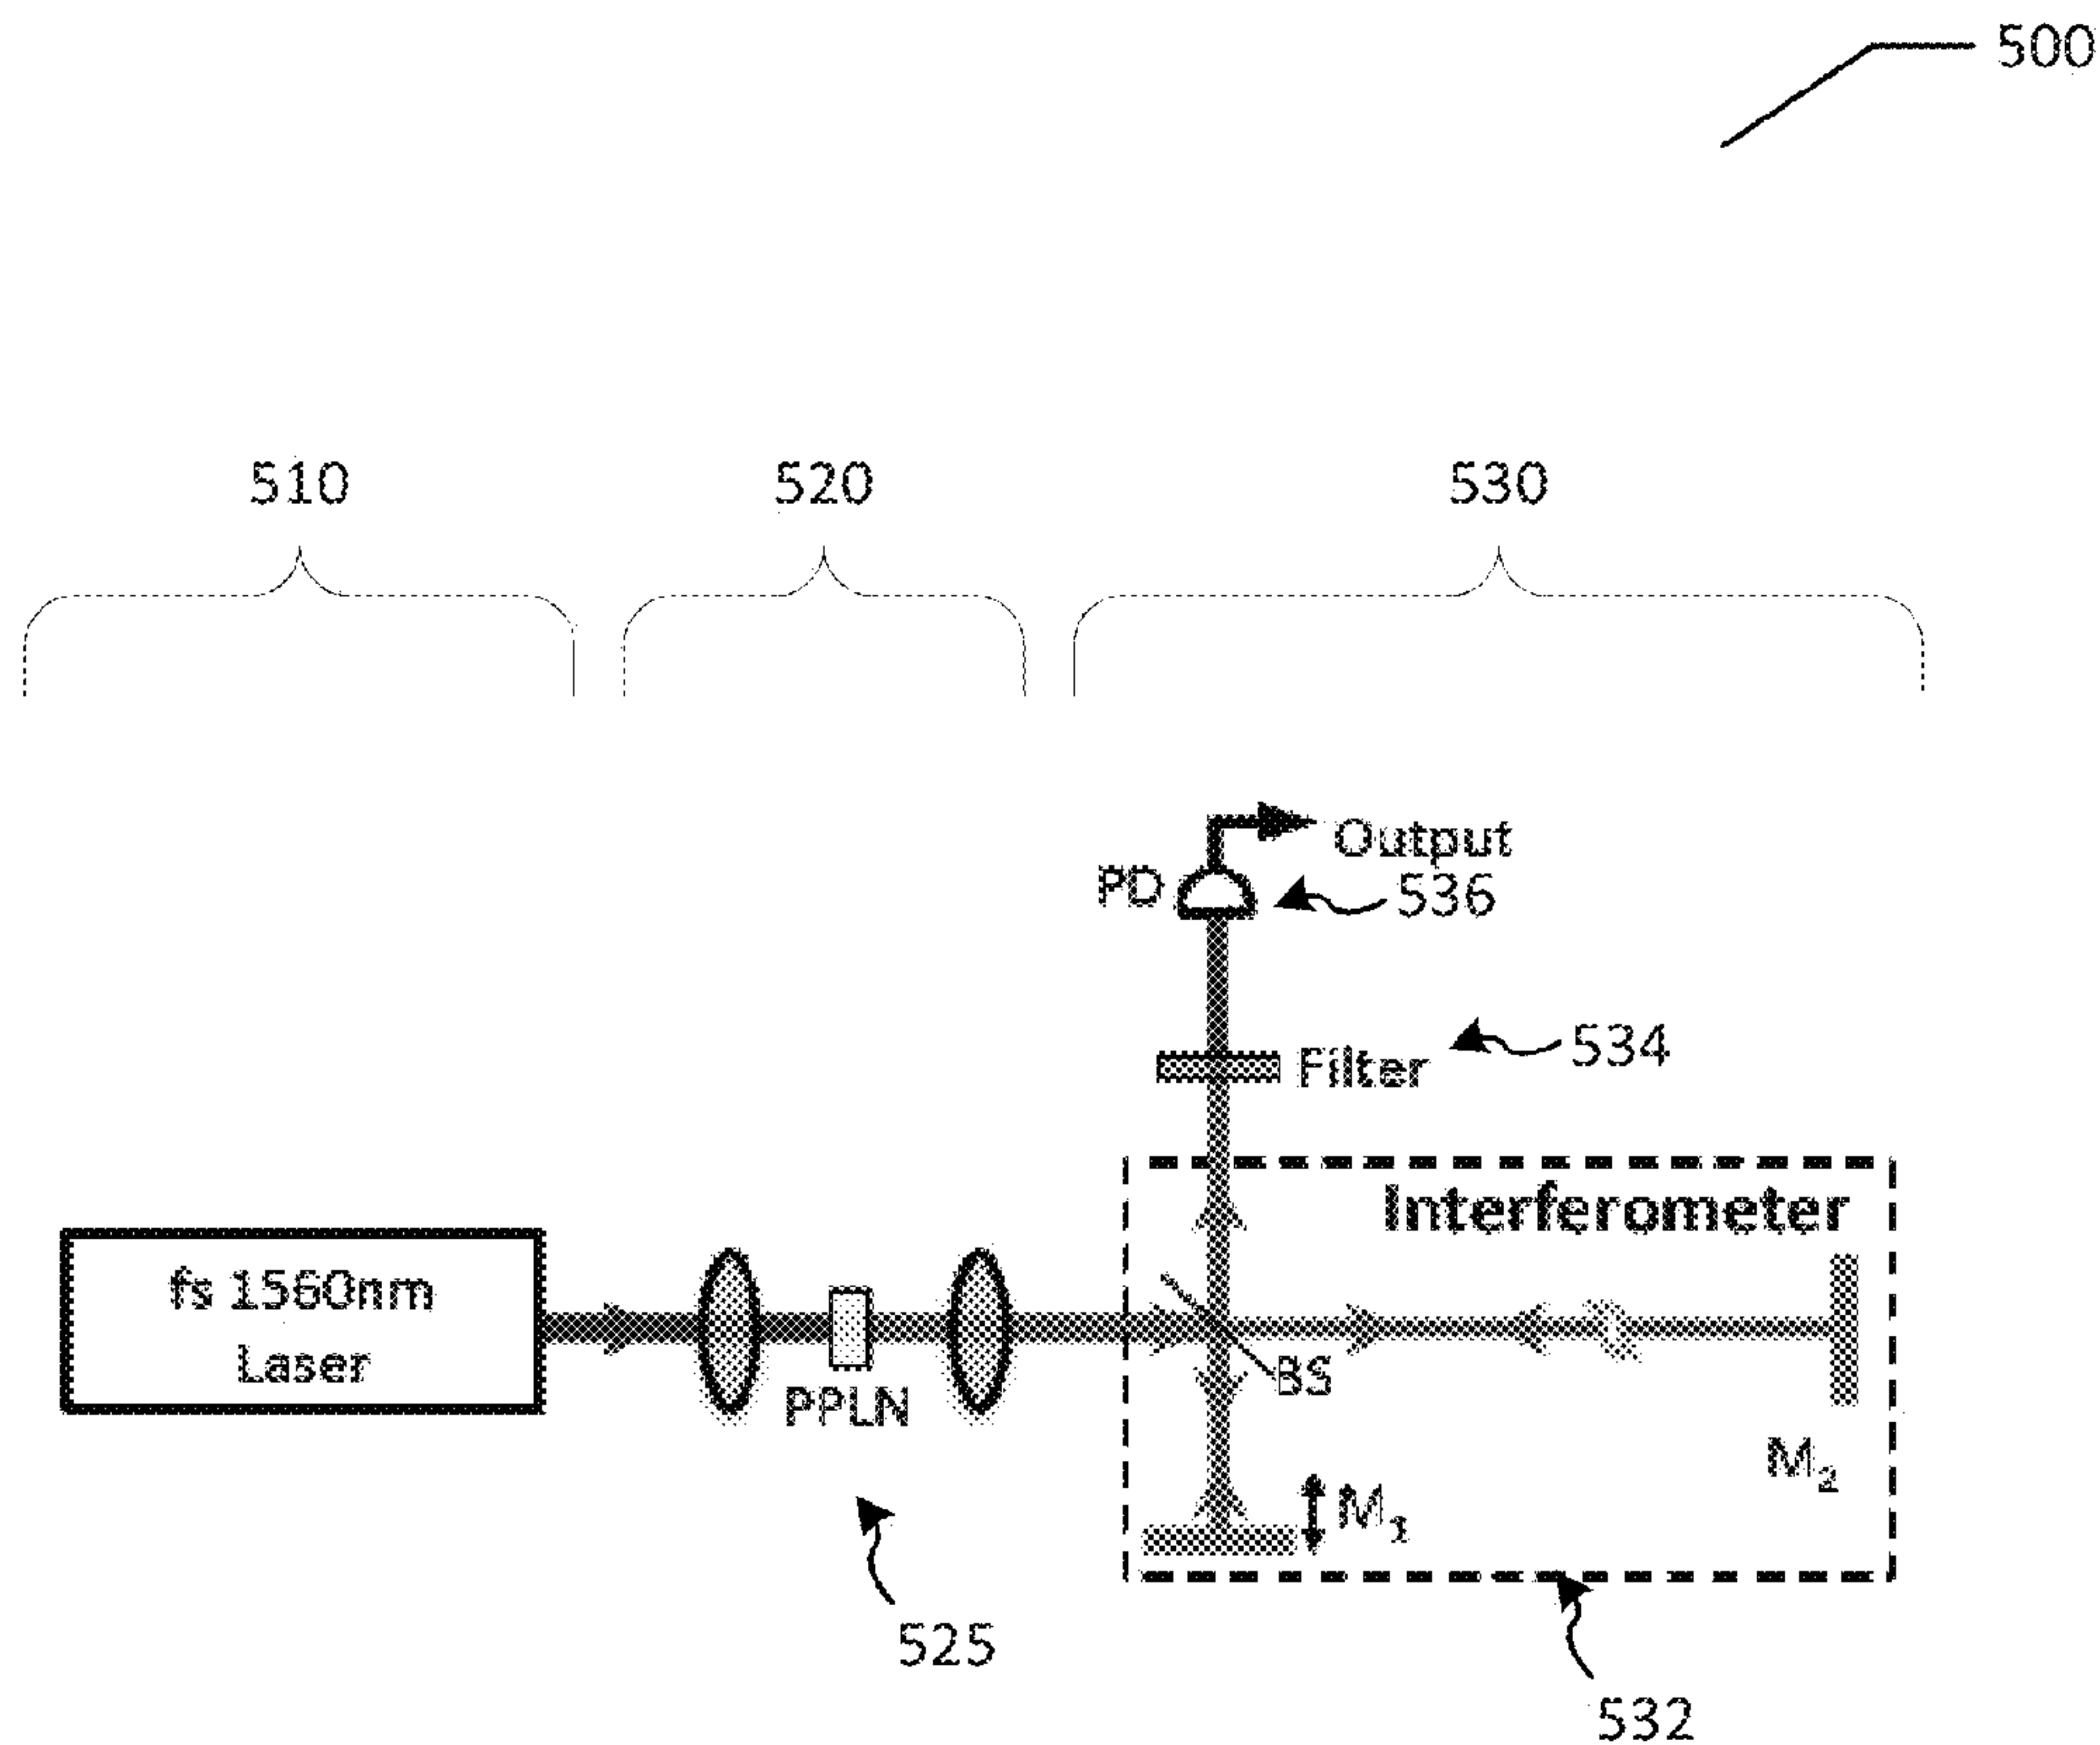 500
510
520
530
Output
PD
536
534
Filter
Interferometer
fs 1560nm
Laser
BS
PPLN
M₂
M₁
525
532